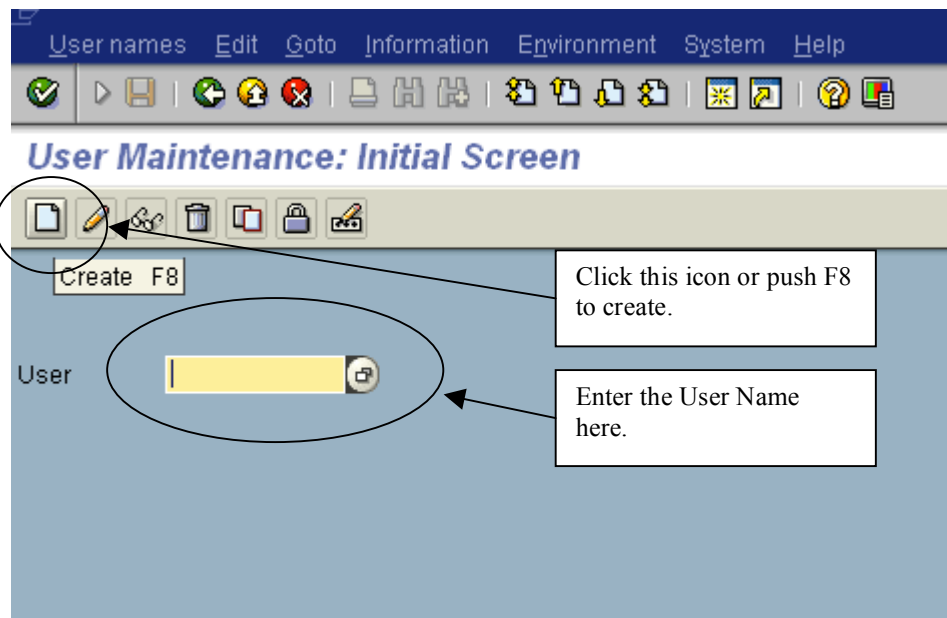 User names Edit Goto Information Environment System Help
User Maintenance: Initial Screen
Create F8
Click this icon or push F8
to create.
User
Enter the User Name
here.